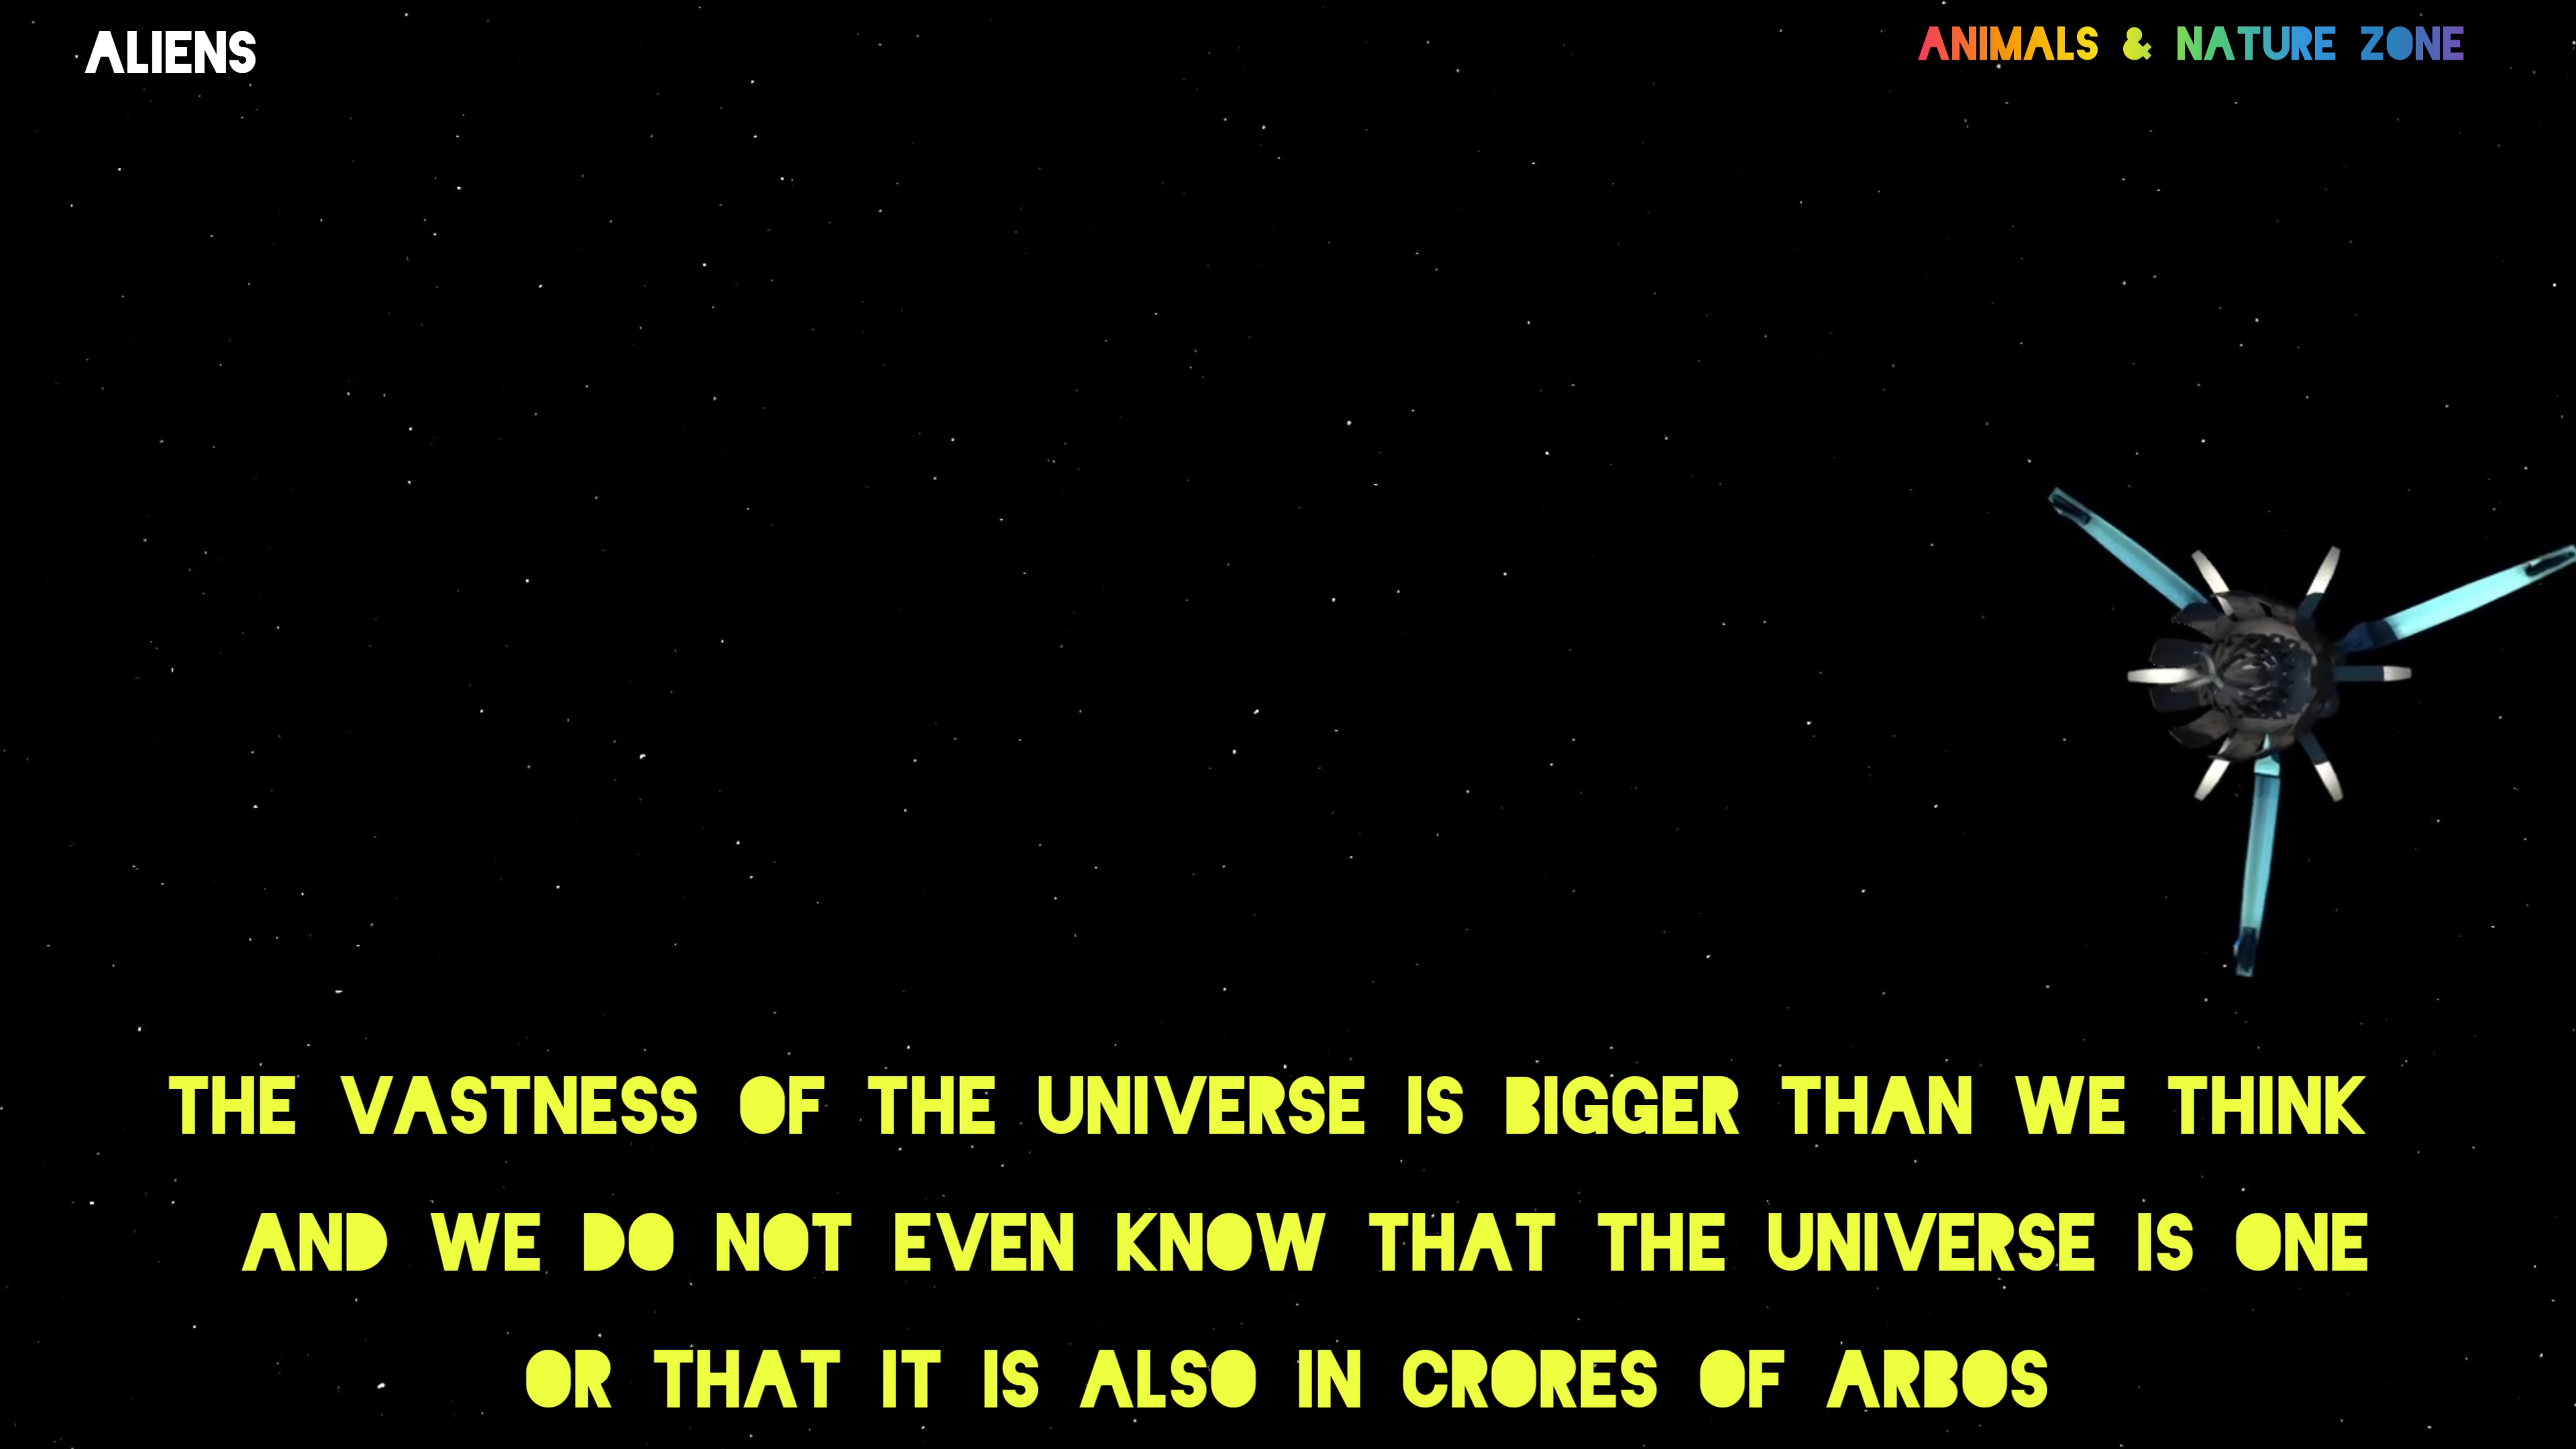 ALIENS
ANIMALS & NATURE ZONE
THE VASTNESS OF THE UNIVERSE IS BIGGER THAN WE THINK
AND WE DO NOT EVEN KNOW THAT THE UNIVERSE IS ONE
OR THAT IT IS ALSO IN CRORES OF ARBOS